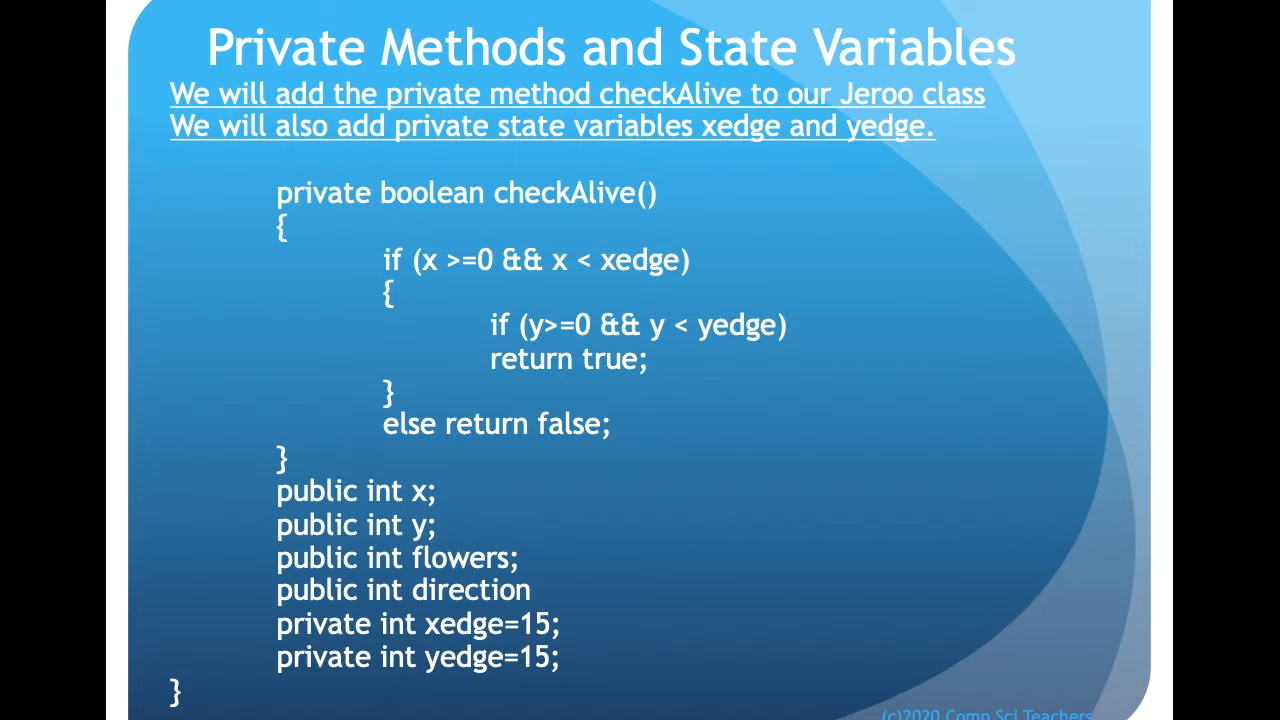 Private Methods and State Variables
We will add the private method checkAlive to our Jeroo class
We will also add private state variables xedge and yedge.
private boolean checkAlive()
{
if (x >=0 && x < xedge)
{
if (y>=0 && y < yedge)
return true;
}
else return false;
}
public int x;
public int y;
public int flowers;
public int direction
private int xedge=15;
private int yedge=15;
}
(c)2020 Comp Sci Teachers